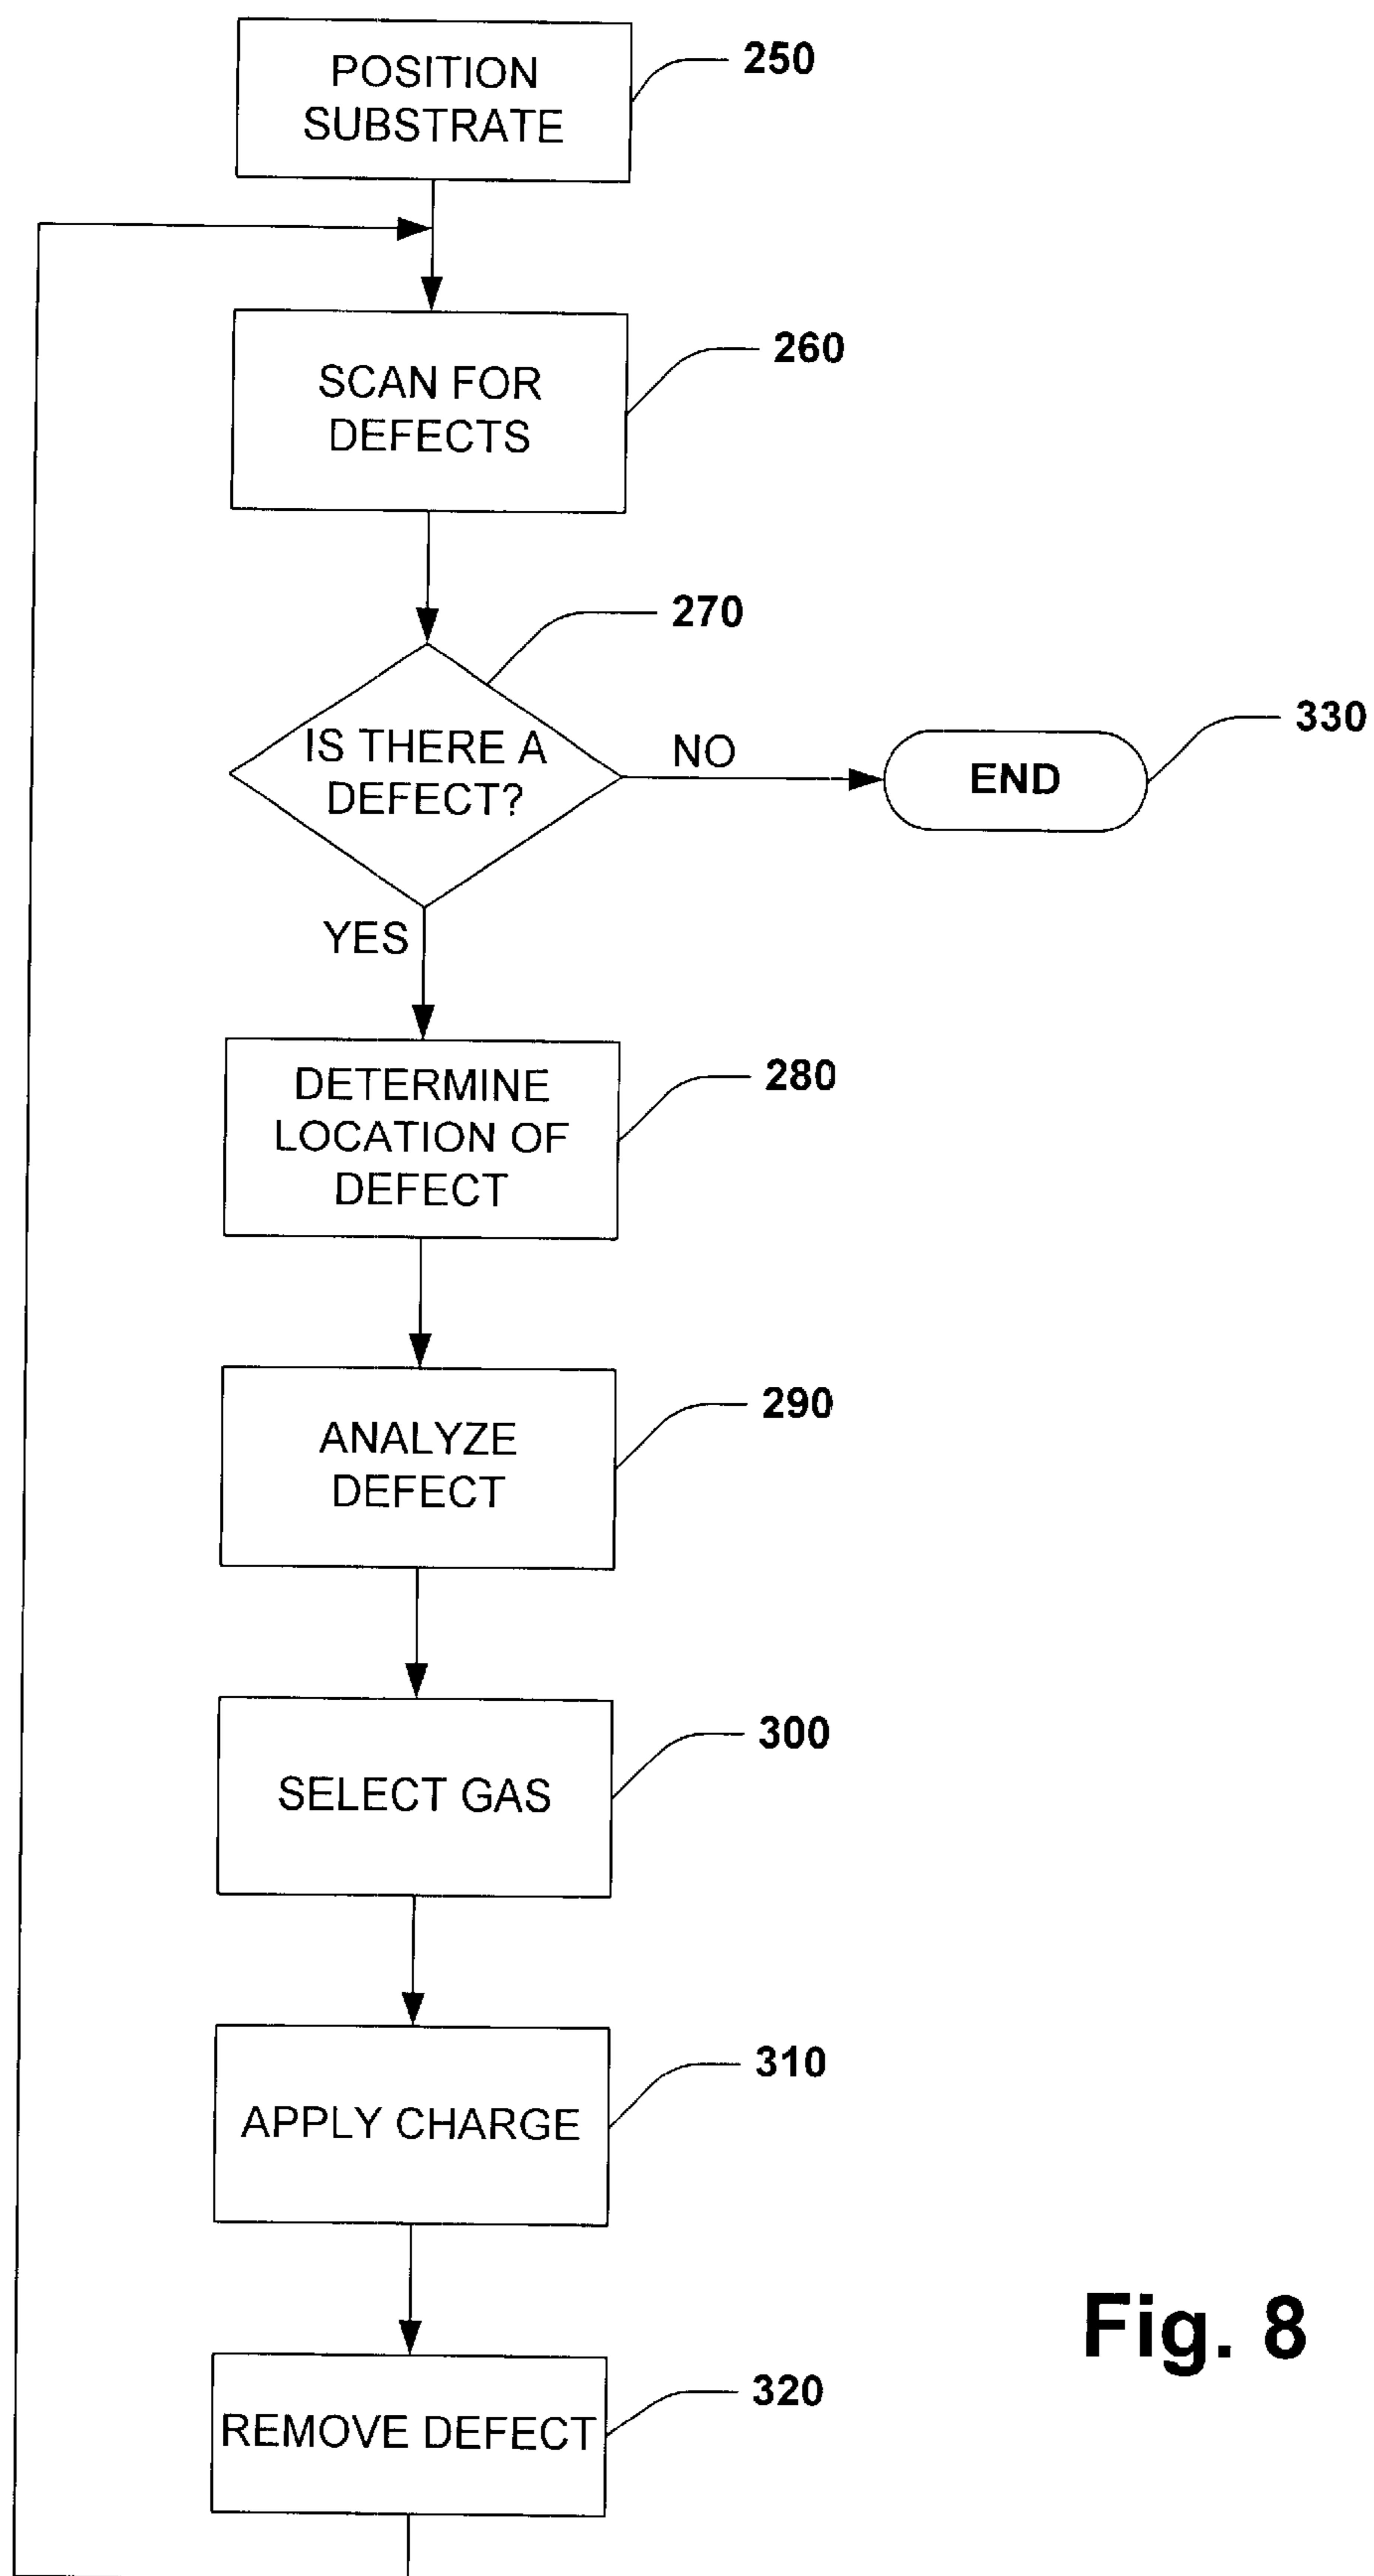 POSITION
SUBSTRATE
250
SCAN FOR
DEFECTS
260
270
IS THERE A
DEFECT?
NO
END
330
YES
DETERMINE
LOCATION OF
DEFECT
280
ANALYZE
DEFECT
290
SELECT GAS
300
APPLY CHARGE
310
REMOVE DEFECT
320
Fig. 8